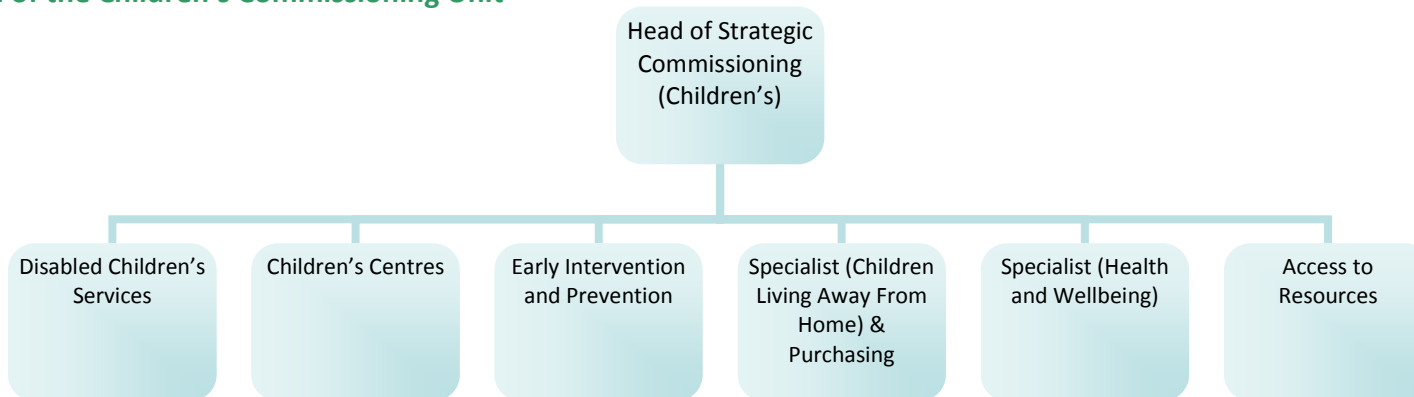 of the Children's Commissioning Unit
Head of Strategic
Commissioning
(Children's)
Disabled Children's
Services
Children's Centres
Early Intervention
and Prevention
Specialist (Children
Living Away From
Home) &
Purchasing
Specialist (Health
and Wellbeing)
Access to
Resources